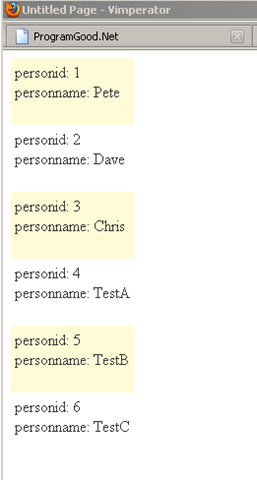 Untitled Page - Vimperator
ProgramGood.Net
personid: 1
personname: Pete
personid: 2
personname: Dave
personid: 3
personname: Chris
personid: 4
personname: TestA
personid: 5
personname: TestB
personid: 6
personname: TestC